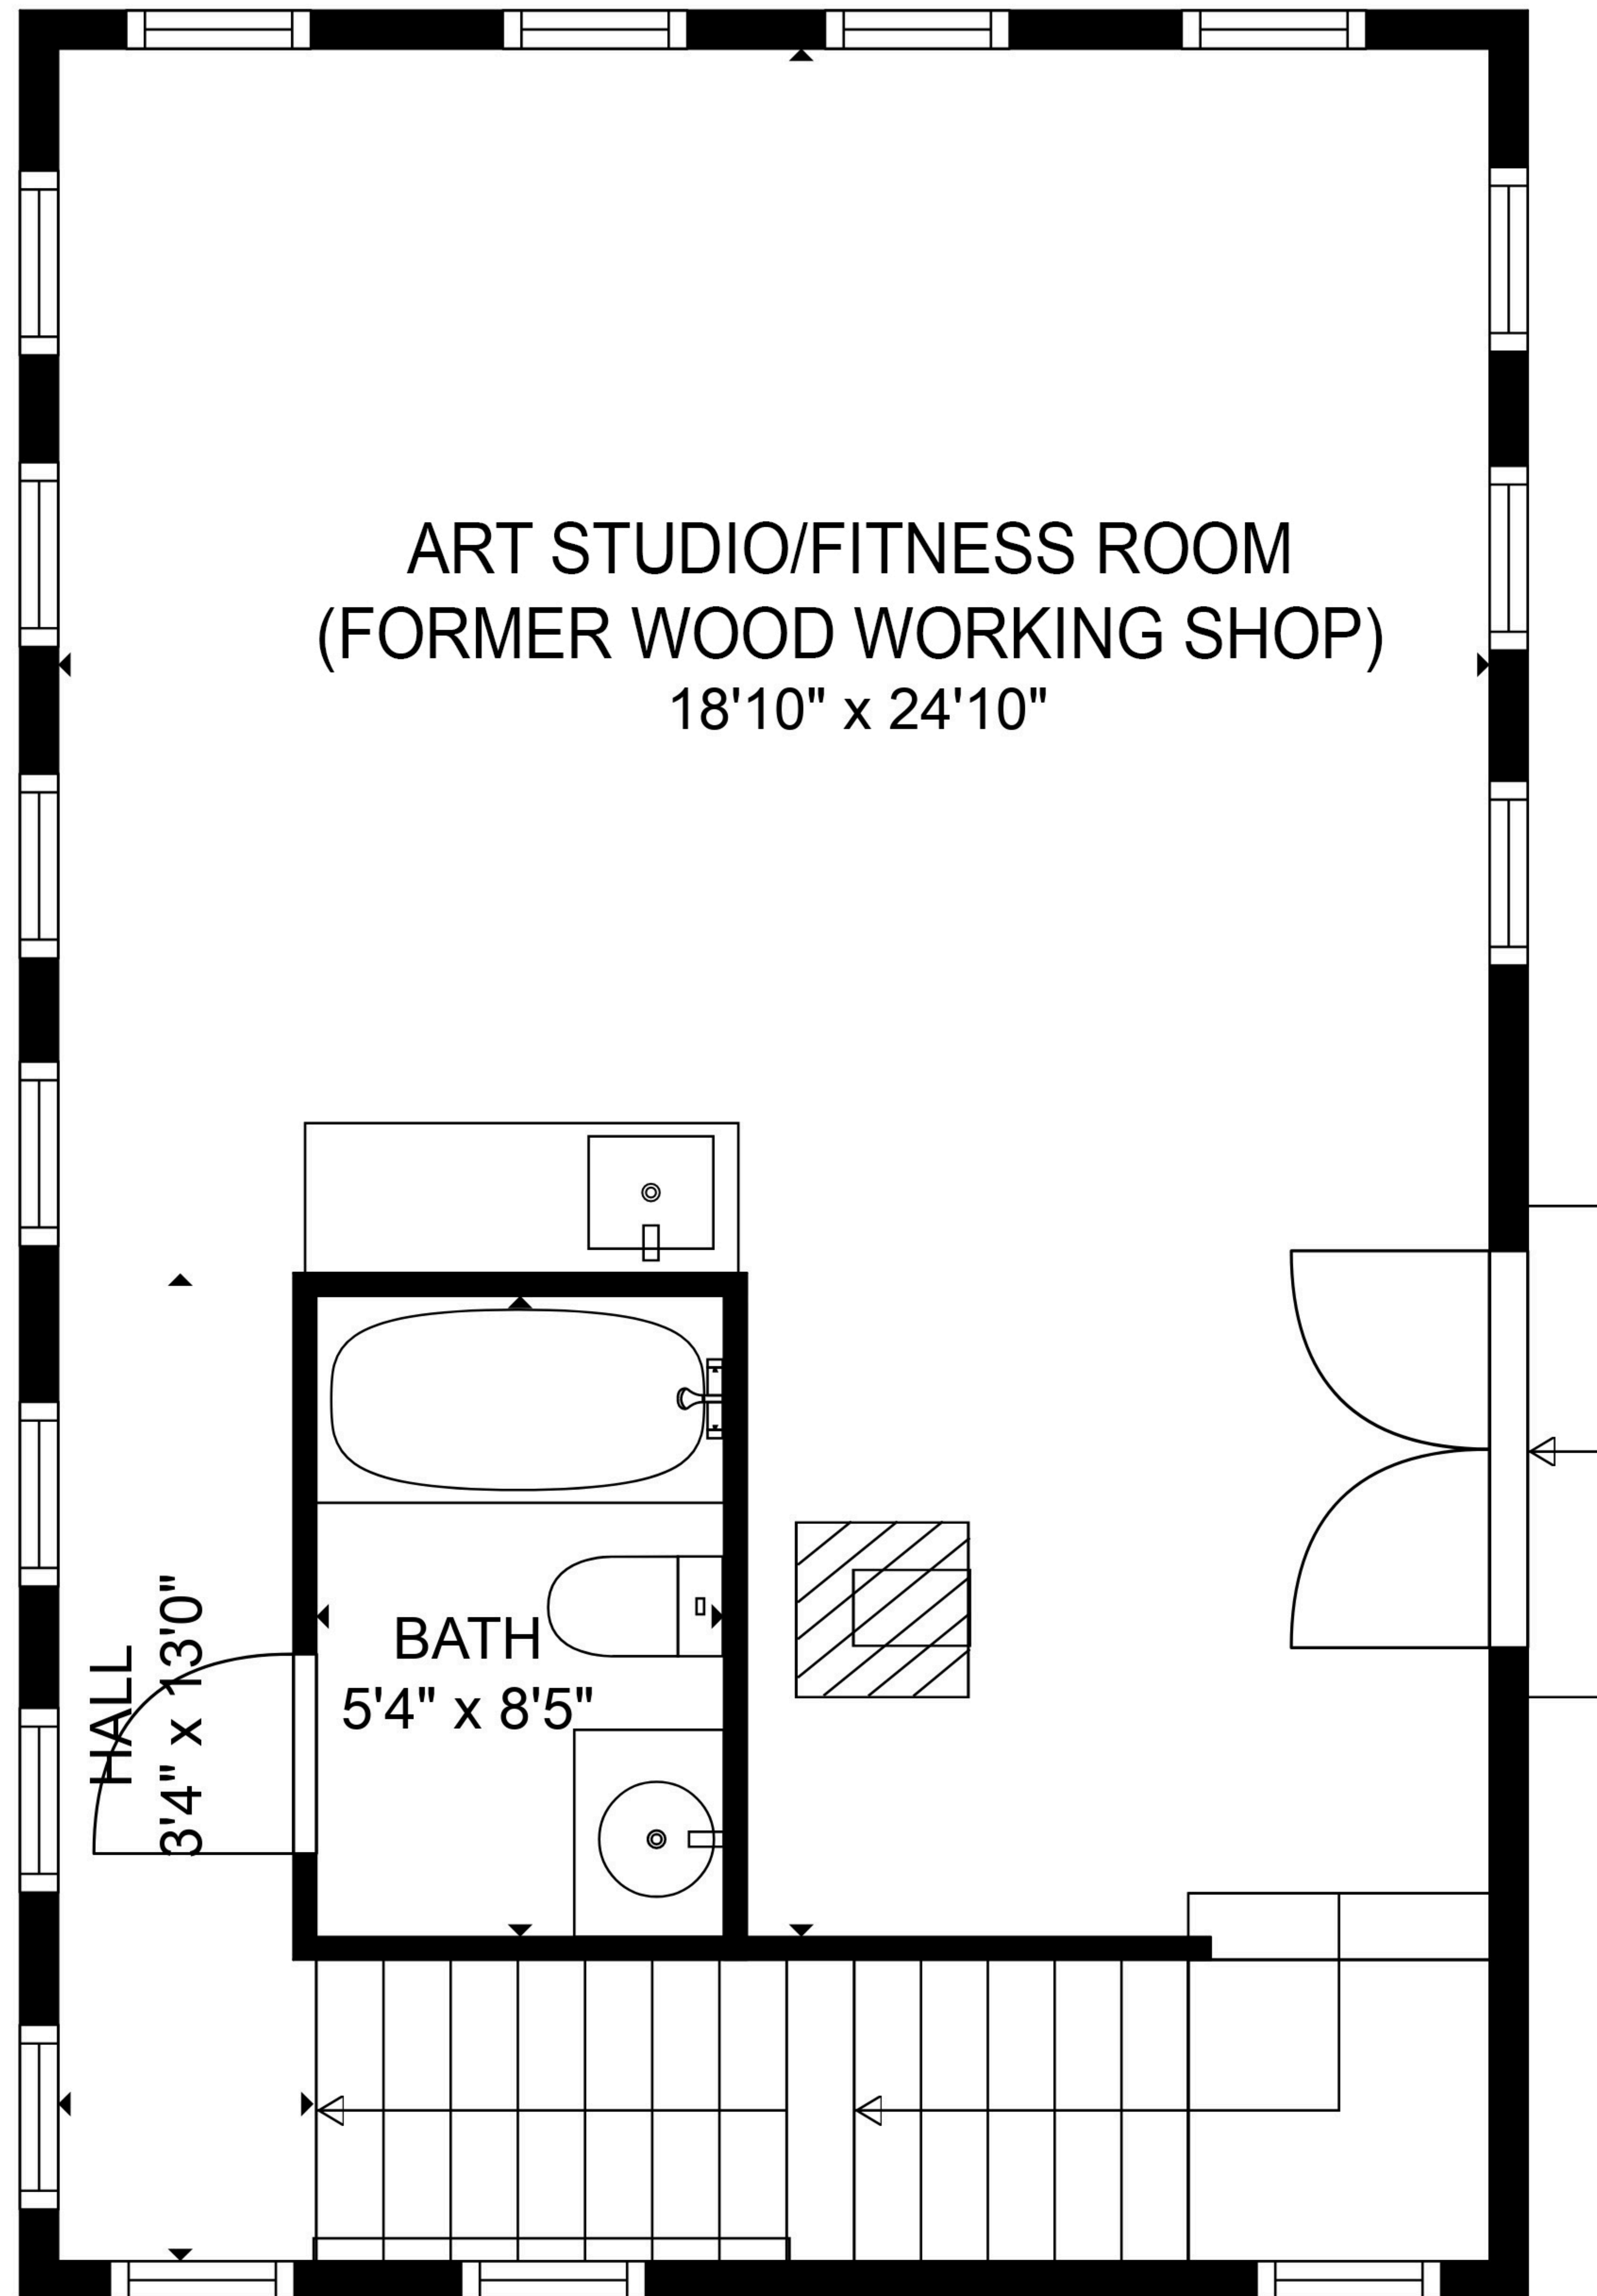 ART STUDIO/FITNESS ROOM
(FORMER WOOD WORKING SHOP)
18'10" x 24'10"
BATH
5'4" x 8'5"
HALL
3'4" x 13'0"